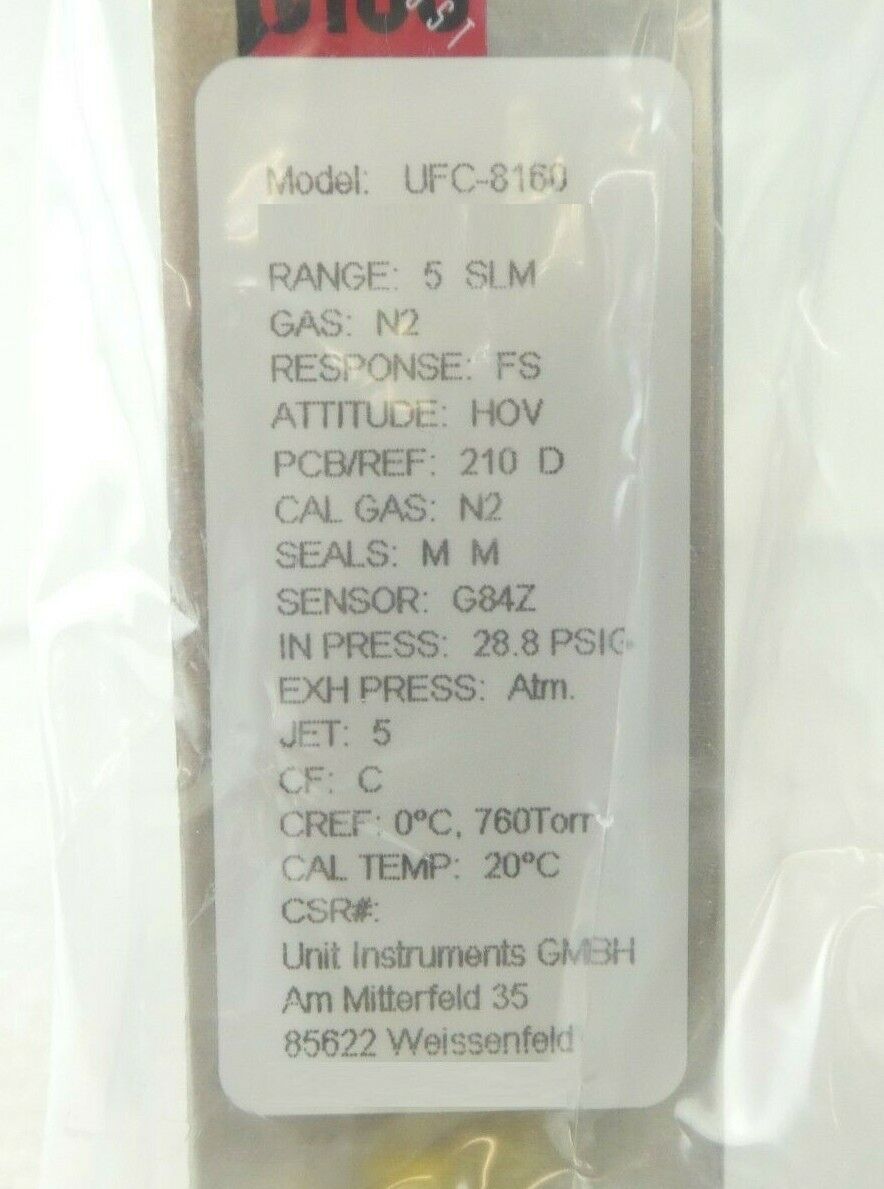 Model: UFC-8160
RANGE: 5 SLM
GAS: N2
RESPONSE: FS
ATTITUDE: HOV
PCB/REF: 210 D
CAL GAS: N2
SEALS: M M
SENSOR: G84Z
IN PRESS: 28.8 PSIG
EXH PRESS: Atm.
JET: 5
CF: C
CREF: 0ºC, 760Torr
CAL TEMP: 20ºC
CSR#:
Unit Instruments GMBH
Am Mitterfeld 35
85622 Weissenfeld